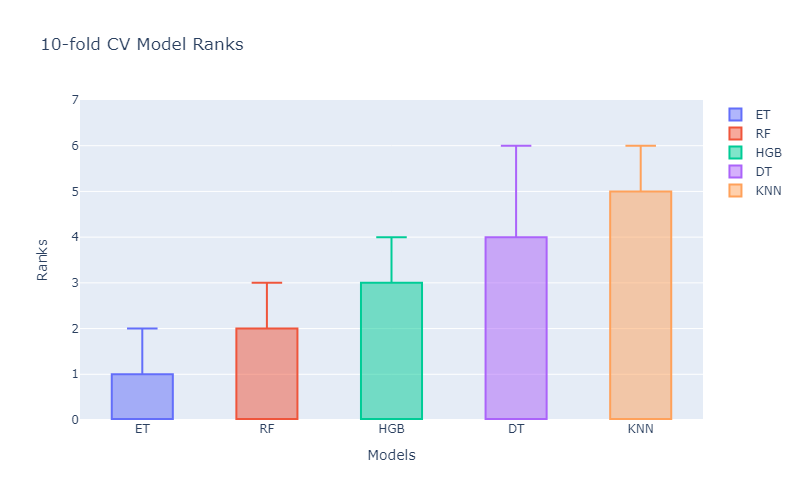 10-fold CV Model Ranks
7
6
5
4
3
2
1
0
Ranks
ET
RF
HGB
DT
KNN
Models
ET
RF
HGB
DT
KNN